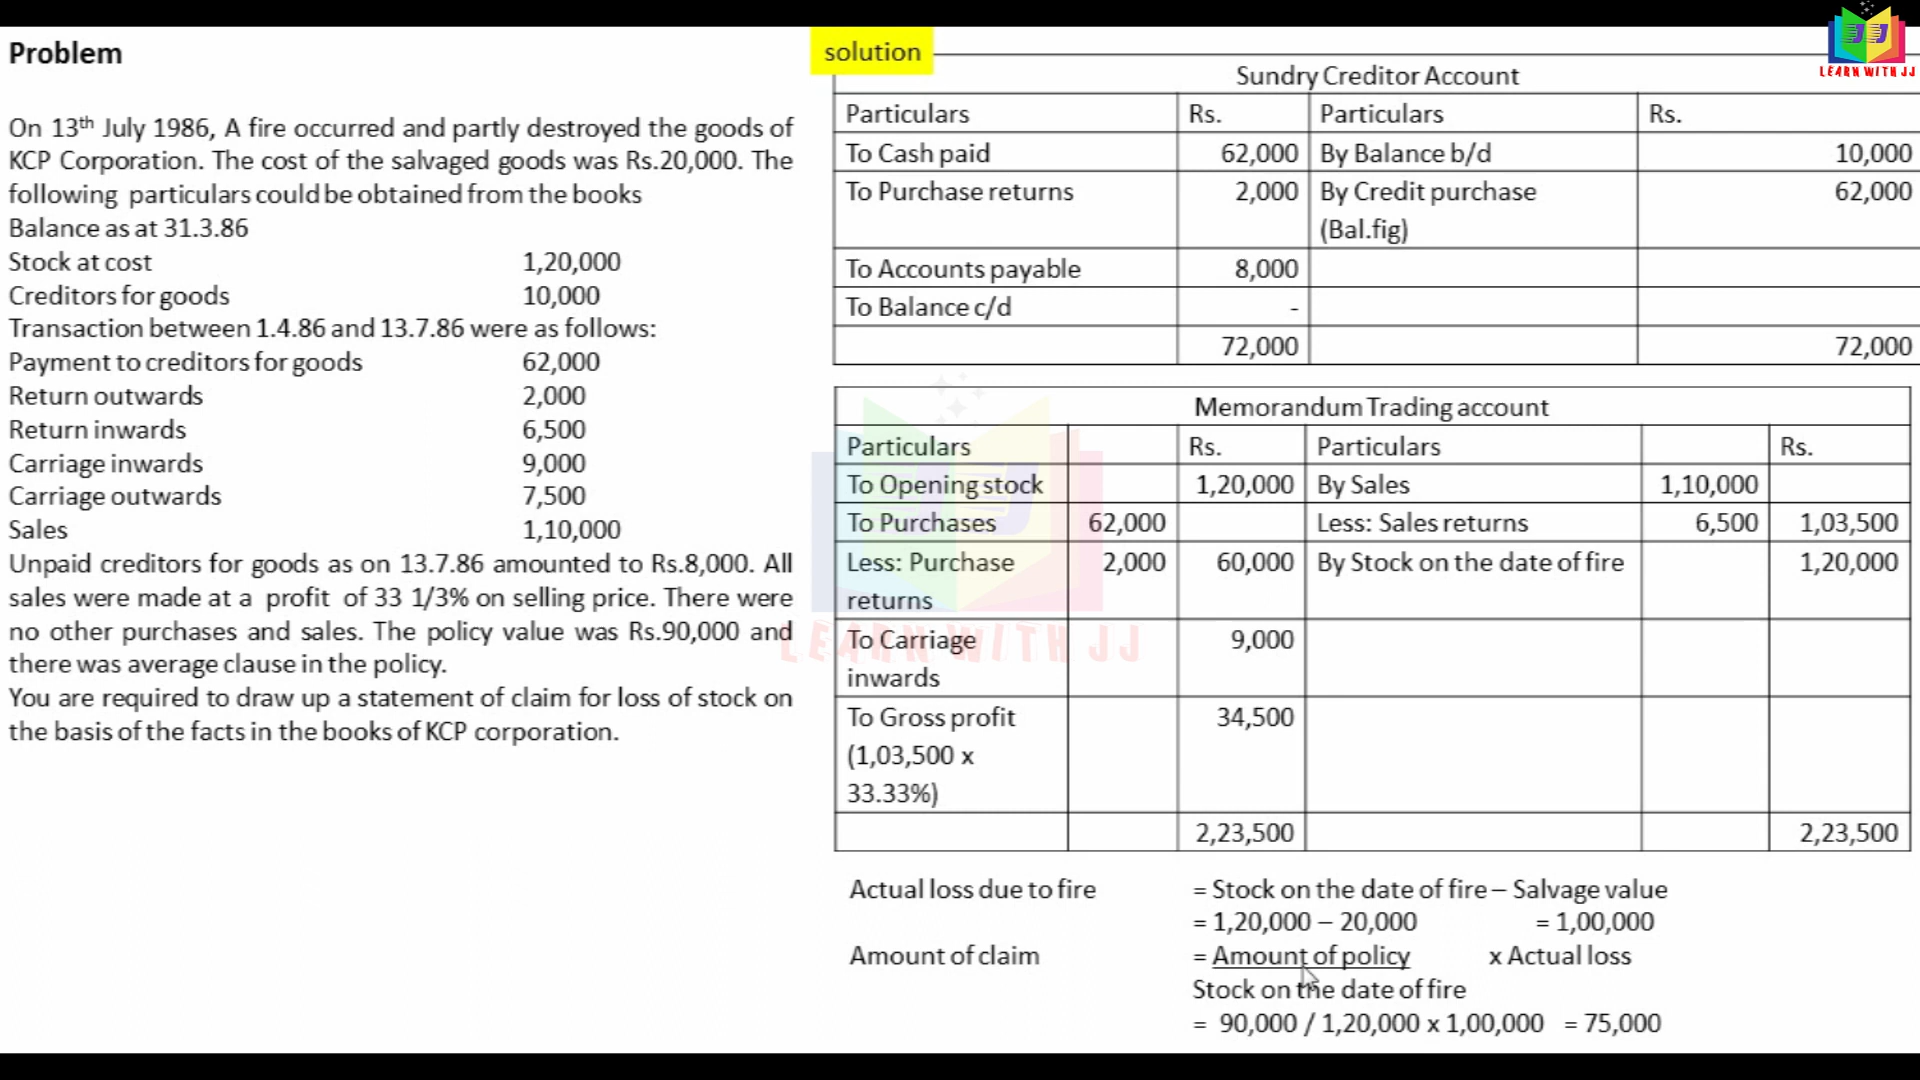 Problem
On 13th July 1986, A fire occurred and partly destroyed the goods of
KCP Corporation. The cost of the salvaged goods was Rs.20,000. The
following particulars could be obtained from the books
Balance as at 31.3.86
Stock at cost 1,20,000
Creditors for goods 10,000
Transaction between 1.4.86 and 13.7.86 were as follows:
Payment to creditors for goods 62,000
Return outwards 2,000
Return inwards 6,500
Carriage inwards 9,000
Carriage outwards 7,500
Sales 1,10,000
Unpaid creditors for goods as on 13.7.86 amounted to Rs.8,000. All
sales were made at a profit of 33 1/3% on selling price. There were
no other purchases and sales. The policy value was Rs.90,000 and
there was average clause in the policy.
You are required to draw up a statement of claim for loss of stock on
the basis of the facts in the books of KCP corporation.
solution
Sundry Creditor Account
Particulars Rs. Particulars Rs.
To Cash paid 62,000 By Balance b/d 10,000
To Purchase returns 2,000 By Credit purchase 62,000
(Bal.fig)
To Accounts payable 8,000
To Balance c/d -
72,000 72,000
Memorandum Trading account
Particulars Rs. Particulars Rs.
To Opening stock 1,20,000 By Sales 1,10,000
To Purchases 62,000 Less: Sales returns 6,500 1,03,500
Less: Purchase 2,000 60,000 By Stock on the date of fire 1,20,000
returns
To Carriage 9,000
inwards
To Gross profit 34,500
(1,03,500 x
33.33%)
2,23,500 2,23,500
Actual loss due to fire = Stock on the date of fire – Salvage value
= 1,20,000 – 20,000 = 1,00,000
Amount of claim = Amount of policy x Actual loss
Stock on the date of fire
= 90,000 / 1,20,000 x 1,00,000 = 75,000
JJ
LEARN WITH JJ
LEARN WITH JJ